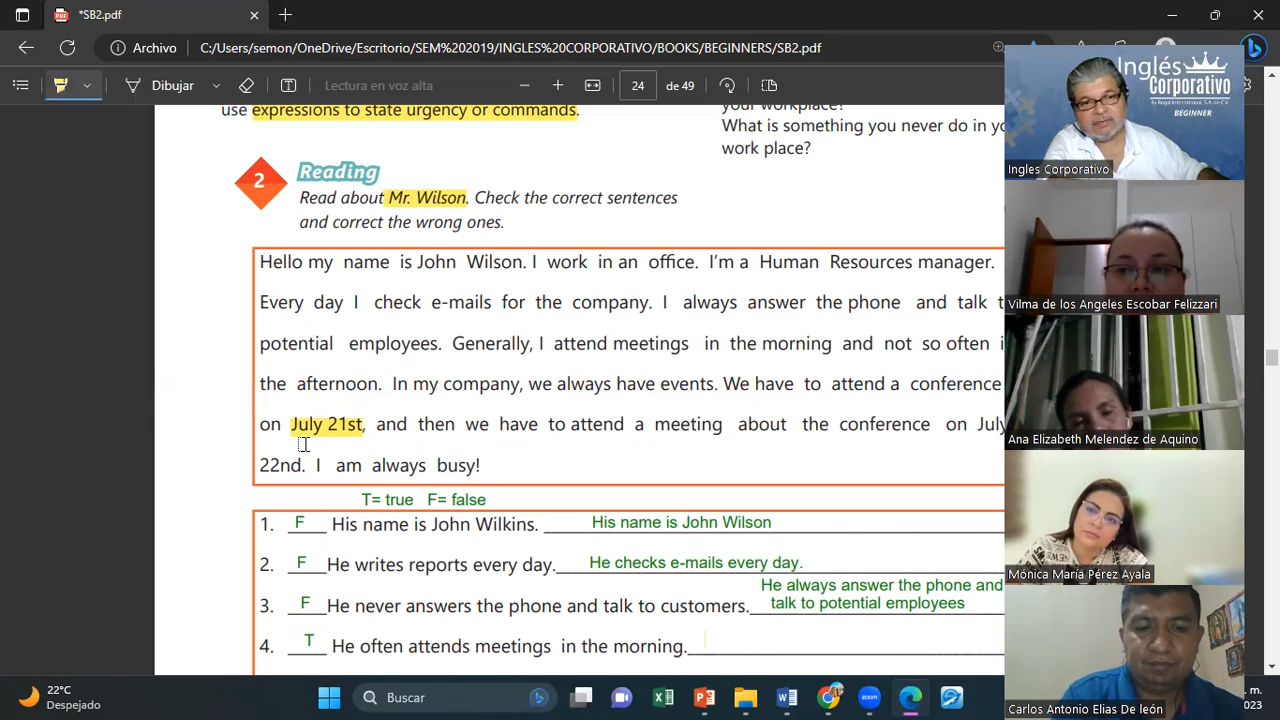 *SB2.pdf
Archivo
C:/Users/semon/OneDrive/Escritorio/SEM%202019/INGLES%20CORPORATIVO/BOOKS/BEGINNERS/SB2.pdf
Dibujar
Lectura en voz alta
24
de 49
use expressions to state urgency or commands.
your workplace?
What is something you never do in yo
work place?
2
Reading
Read about Mr. Wilson. Check the correct sentences
and correct the wrong ones.
Hello my name is John Wilson. I work in an office. I'm a Human Resources manager.
Every day I check e-mails for the company. I always answer the phone and talk t
potential employees. Generally, I attend meetings in the morning and not so often i
the afternoon. In my company, we always have events. We have to attend a conference
on July 21st, and then we have to attend a meeting about the conference on July
22nd. I am always busy!
T= true F= false
1. F His name is John Wilkins. His name is John Wilson
2. F He writes reports every day. He checks e-mails every day.
3. F He never answers the phone and talk to customers. He always answer the phone and
talk to potential employees
4. T He often attends meetings in the morning.
Inglés
Corporativo
By Regal International, S.A. de C.V.
BEGINNER
Ingles Corporativo
Vilma de los Angeles Escobar Felizzari
Ana Elizabeth Melendez de Aquino
Mónica María Pérez Ayala
Carlos Antonio Elias De león
22°C
Despejado
Buscar
. m.
023